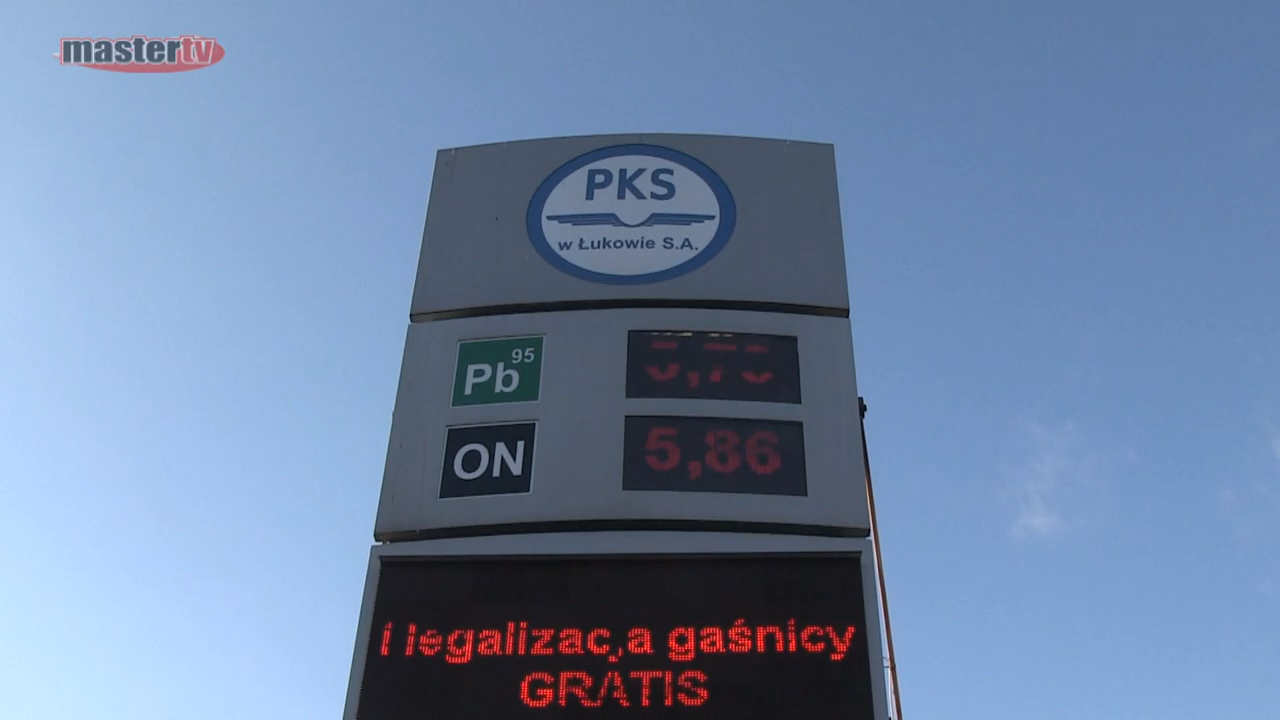 mastertv
PKS
w Łukowie S.A.
Pb 95
ON
5,86
i legalizacja gaśnicy
GRATIS